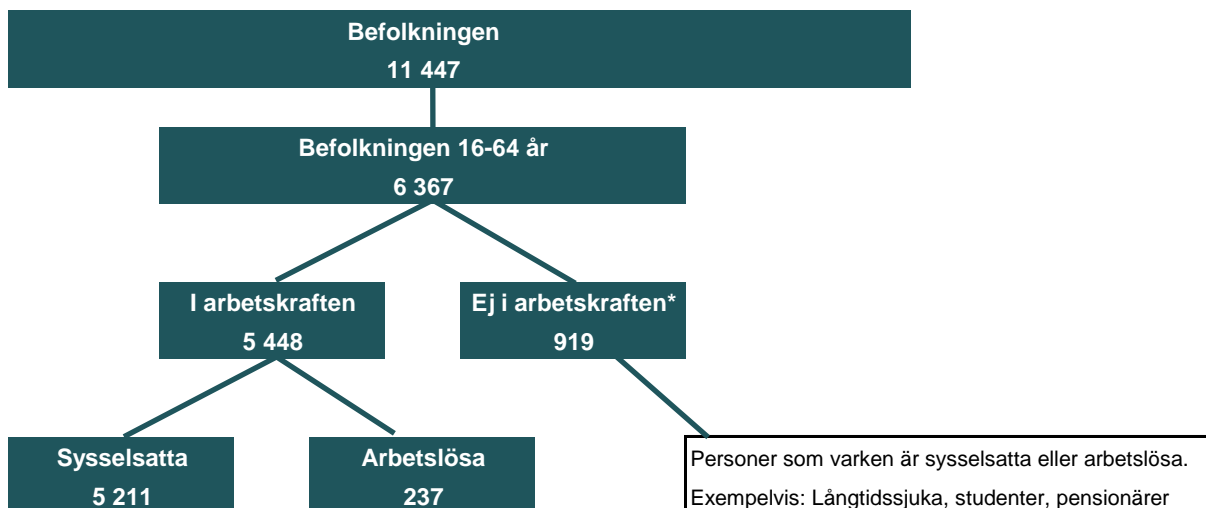 Befolkningen
11 447
Befolkningen 16-64 år
6 367
I arbetskraften
5 448
Ej i arbetskraften*
919
Sysselsatta
5 211
Arbetslösa
237
Personer som varken är sysselsatta eller arbetslösa.
Exempelvis: Långtidssjuka, studenter, pensionärer